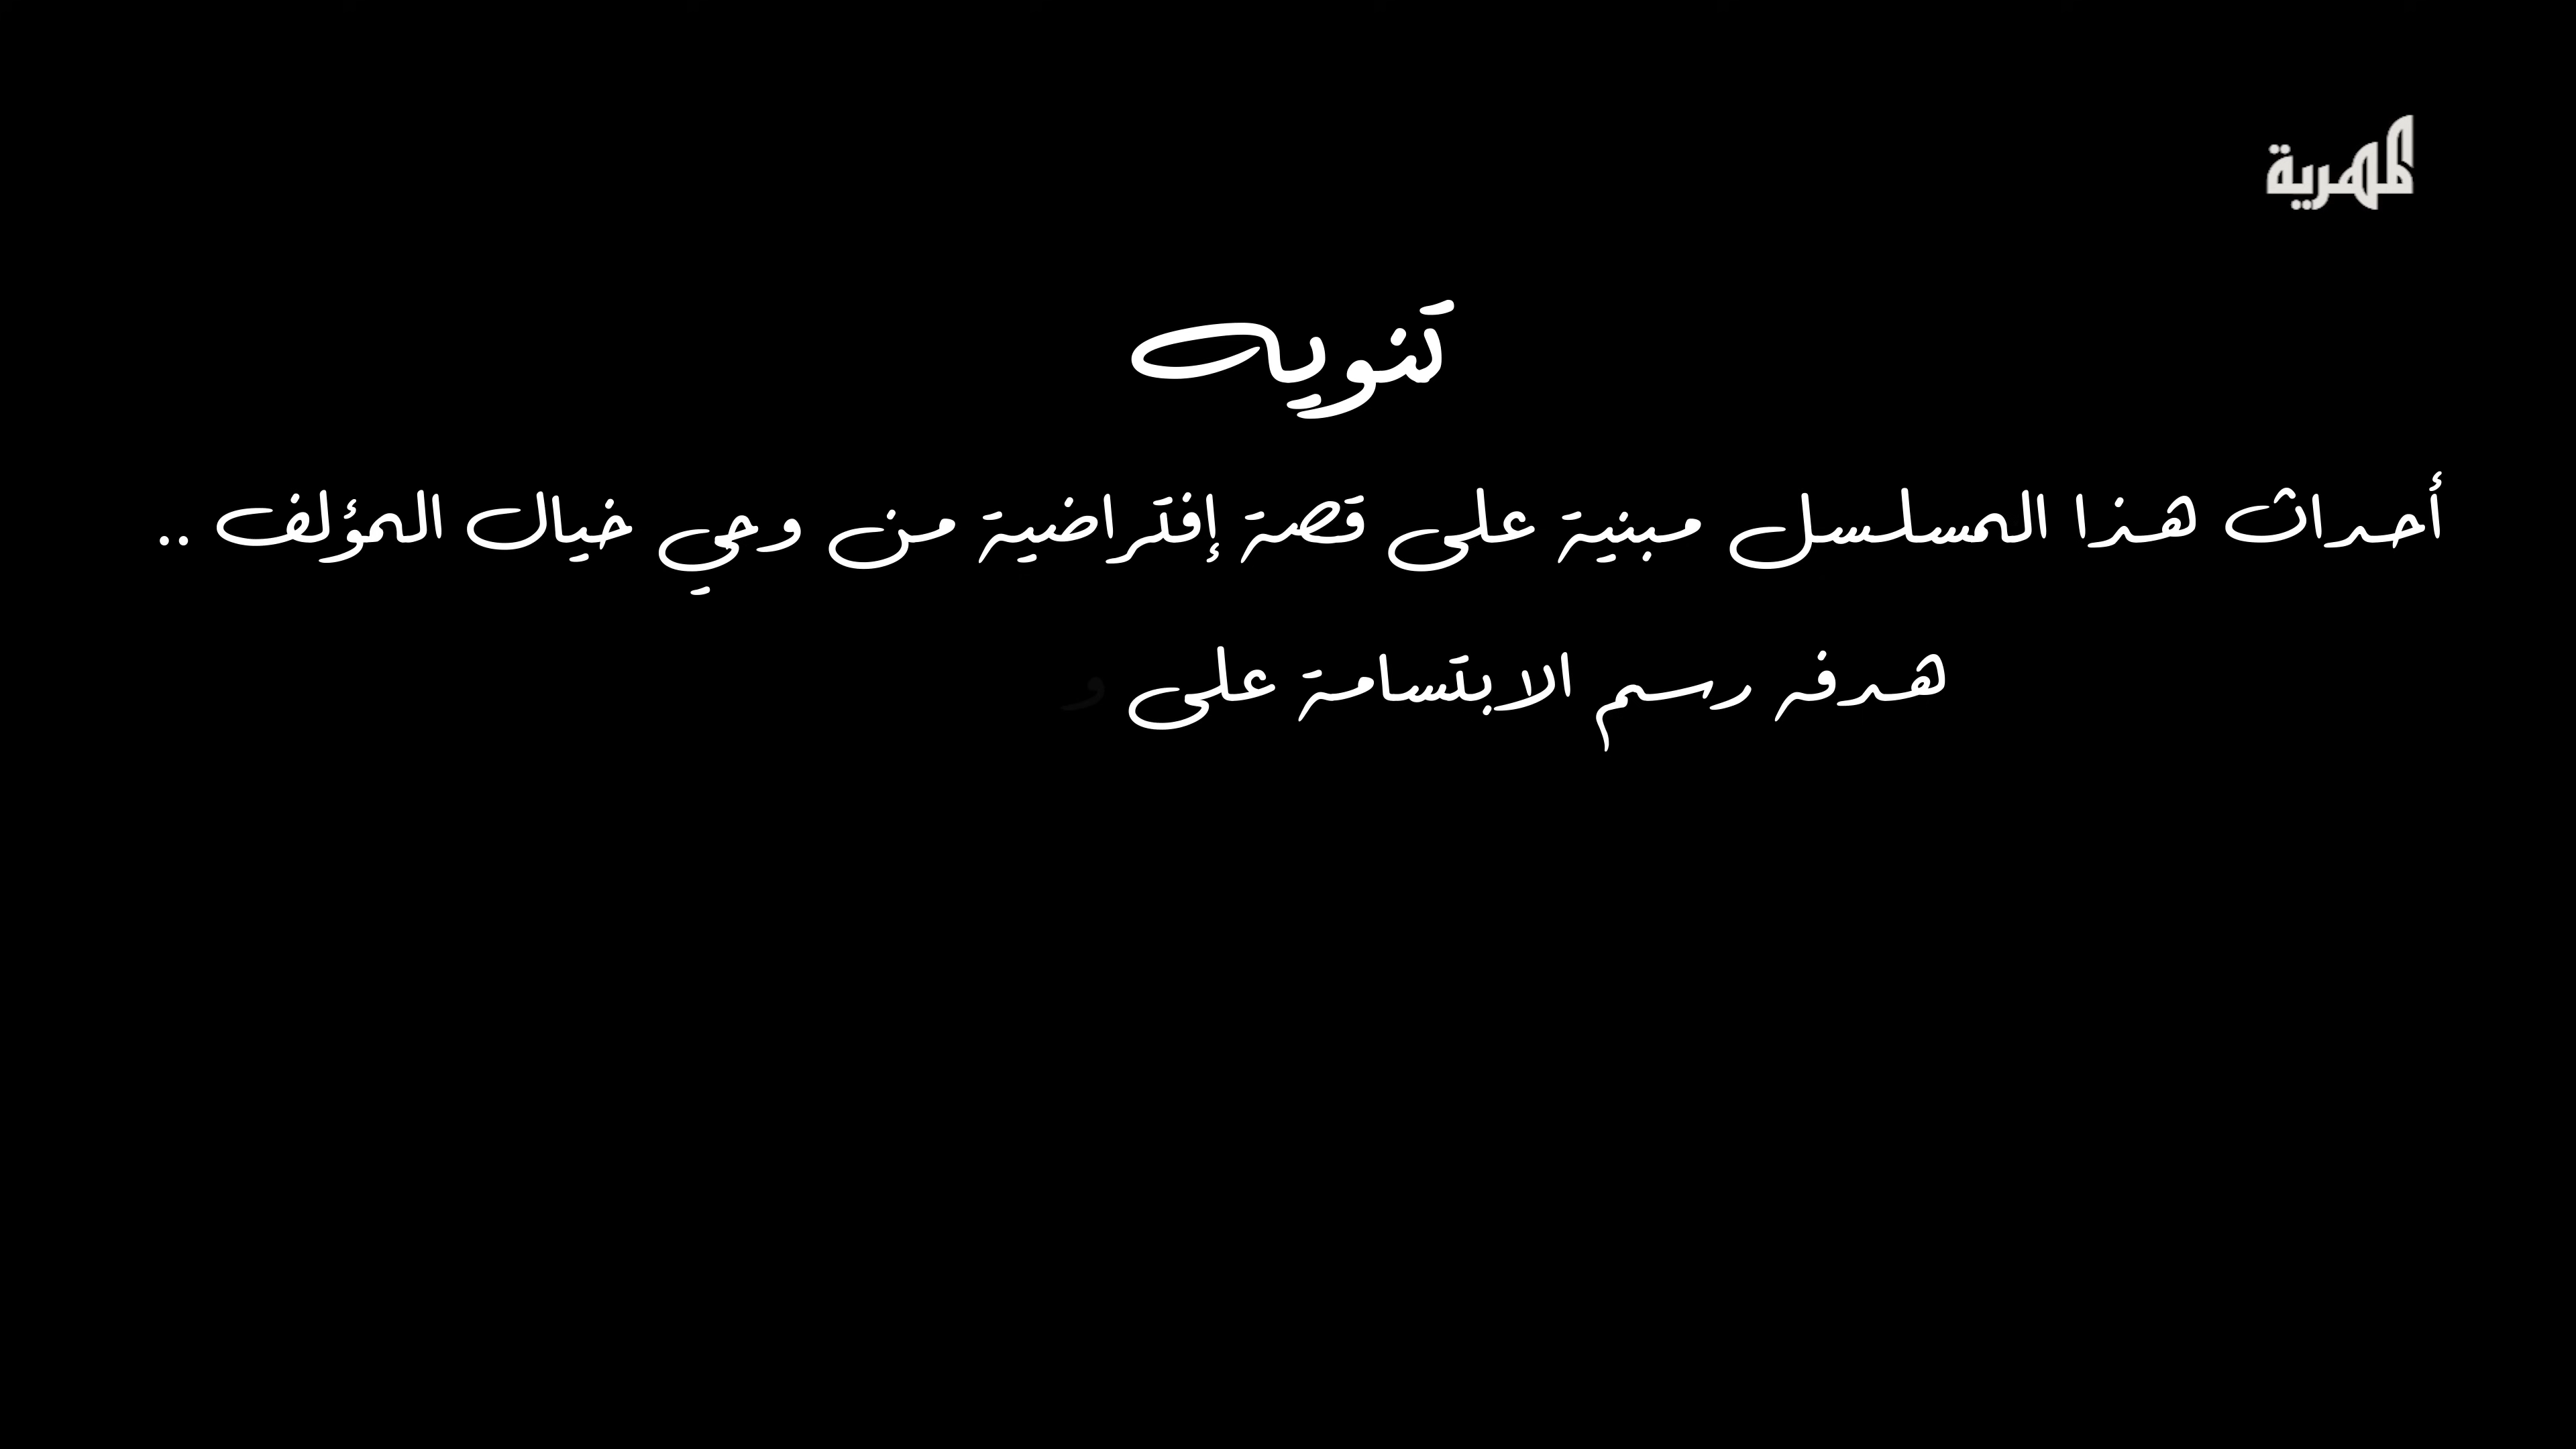 المهرية
تنويه
أحداث هذا المسلسل مبنية على قصة إفتراضية من وحي خيال المؤلف ..
هدفه رسم الابتسامة على و